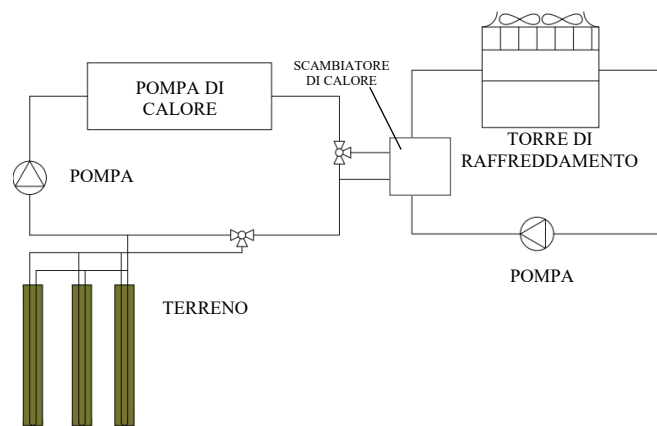 SCAMBIATORE
DI CALORE
POMPA DI
CALORE
TORRE DI
RAFFREDDAMENTO
POMPA
POMPA
TERRENO